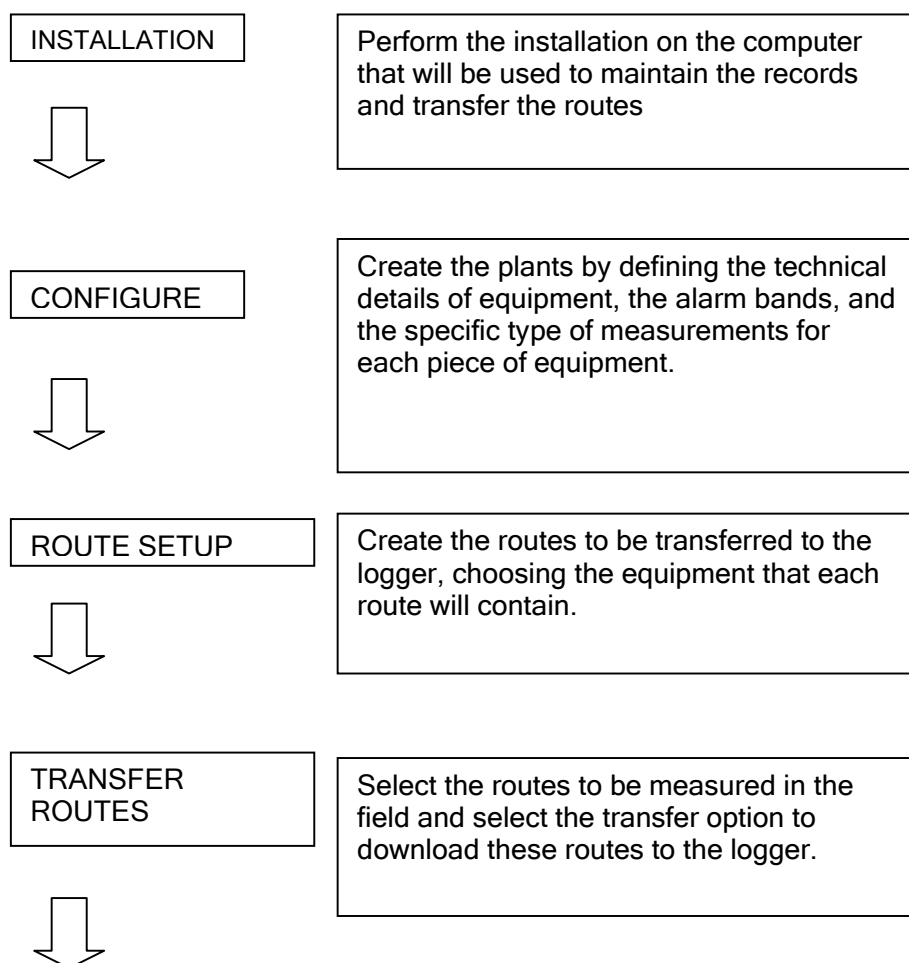 INSTALLATION
Perform the installation on the computer
that will be used to maintain the records
and transfer the routes
CONFIGURE
Create the plants by defining the technical
details of equipment, the alarm bands, and
the specific type of measurements for
each piece of equipment.
ROUTE SETUP
Create the routes to be transferred to the
logger, choosing the equipment that each
route will contain.
TRANSFER
ROUTES
Select the routes to be measured in the
field and select the transfer option to
download these routes to the logger.